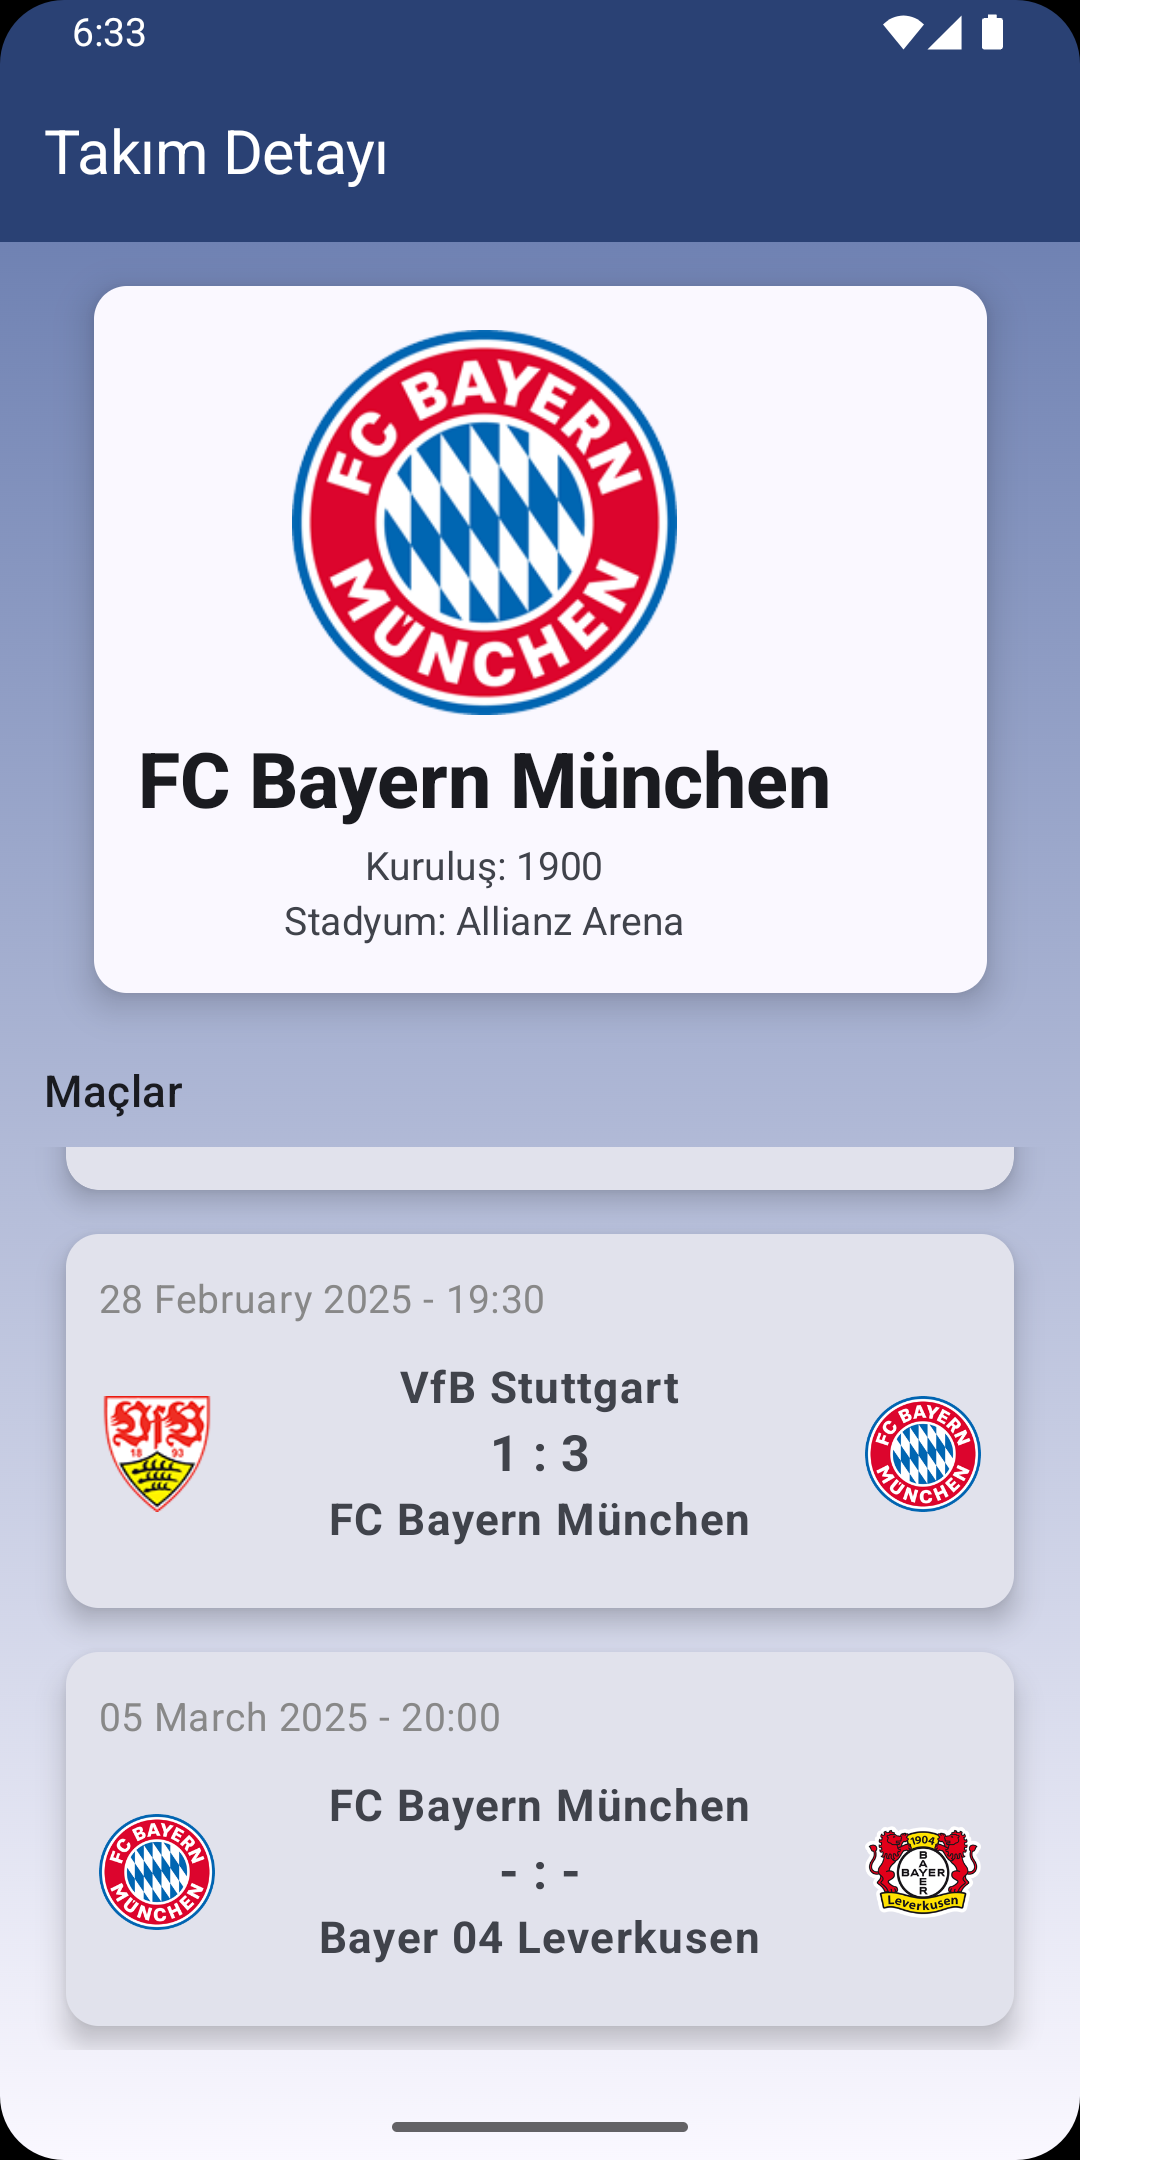 6:33
Takım Detayı
FC BAYERN
MÜNCHEN
FC Bayern München
Kuruluş: 1900
Stadyum: Allianz Arena
Maçlar
28 February 2025 - 19:30
VfB Stuttgart
VfB
18 93
1 : 3
FC BAYERN
MÜNCHEN
FC Bayern München
05 March 2025 - 20:00
FC Bayern München
FC BAYERN
MÜNCHEN
- : -
1904
BAYER
BAYER
Leverkusen
Bayer 04 Leverkusen